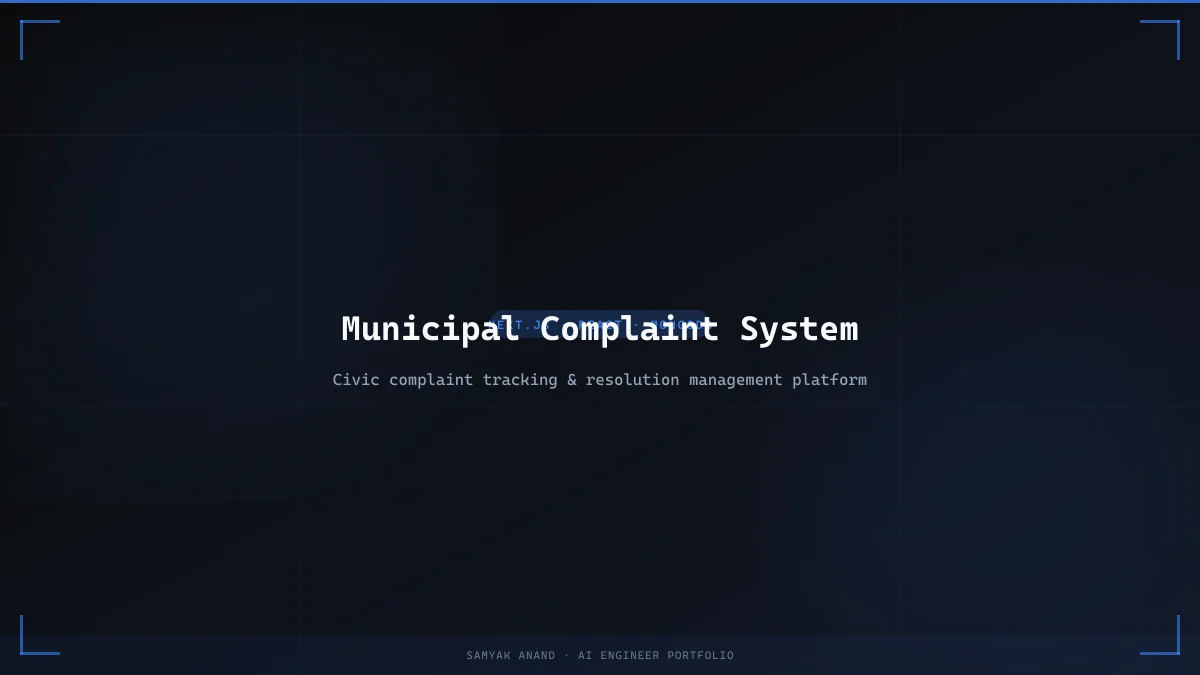 Municipal Complaint System
Civic complaint tracking & resolution management platform
SAMYAK ANAND · AI ENGINEER PORTFOLIO